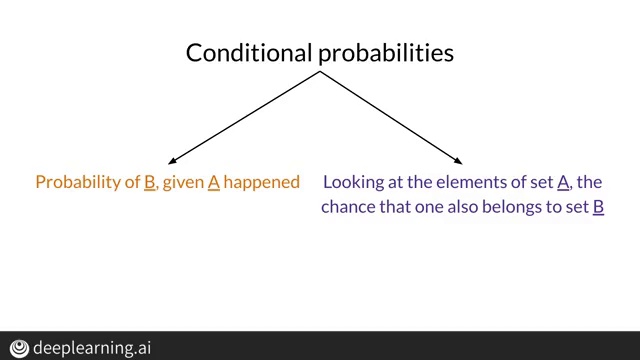 Conditional probabilities
Probability of B, given A happened
Looking at the elements of set A, the
chance that one also belongs to set B
deeplearning.ai